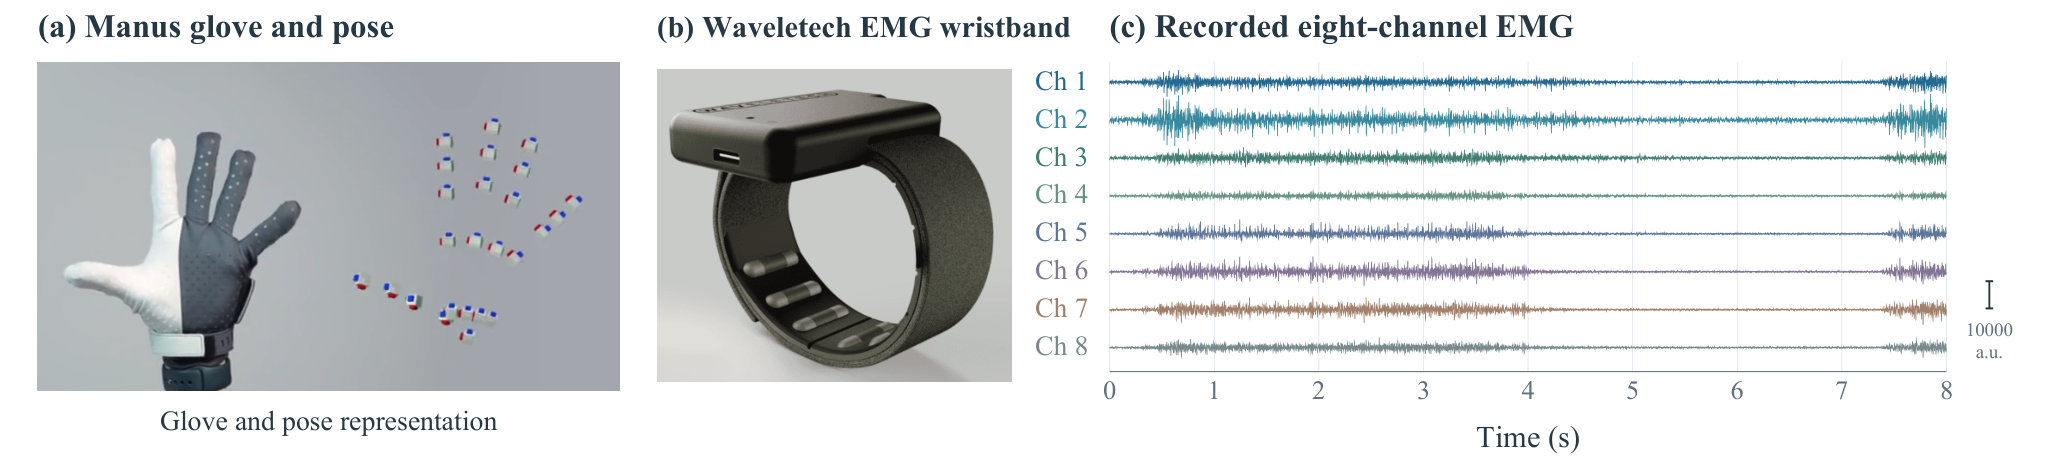 (a) Manus glove and pose
Glove and pose representation
(b) Waveletech EMG wristband
(c) Recorded eight-channel EMG
Ch 1
Ch 2
Ch 3
Ch 4
Ch 5
Ch 6
Ch 7
Ch 8
10000
a.u.
0 1 2 3 4 5 6 7 8
Time (s)